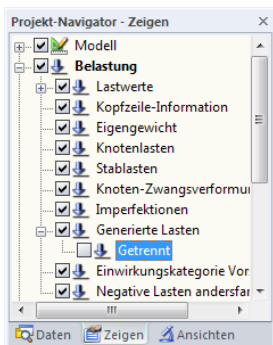 Projekt-Navigator - Zeigen
Modell
Belastung
Lastwerte
Kopfzeile-Information
Eigengewicht
Knotenlasten
Stablasten
Knoten-Zwangsverformu
Imperfektionen
Generierte Lasten
Getrennt
Einwirkungskategorie Vor
Negative Lasten andersfar
Daten Zeigen Ansichten